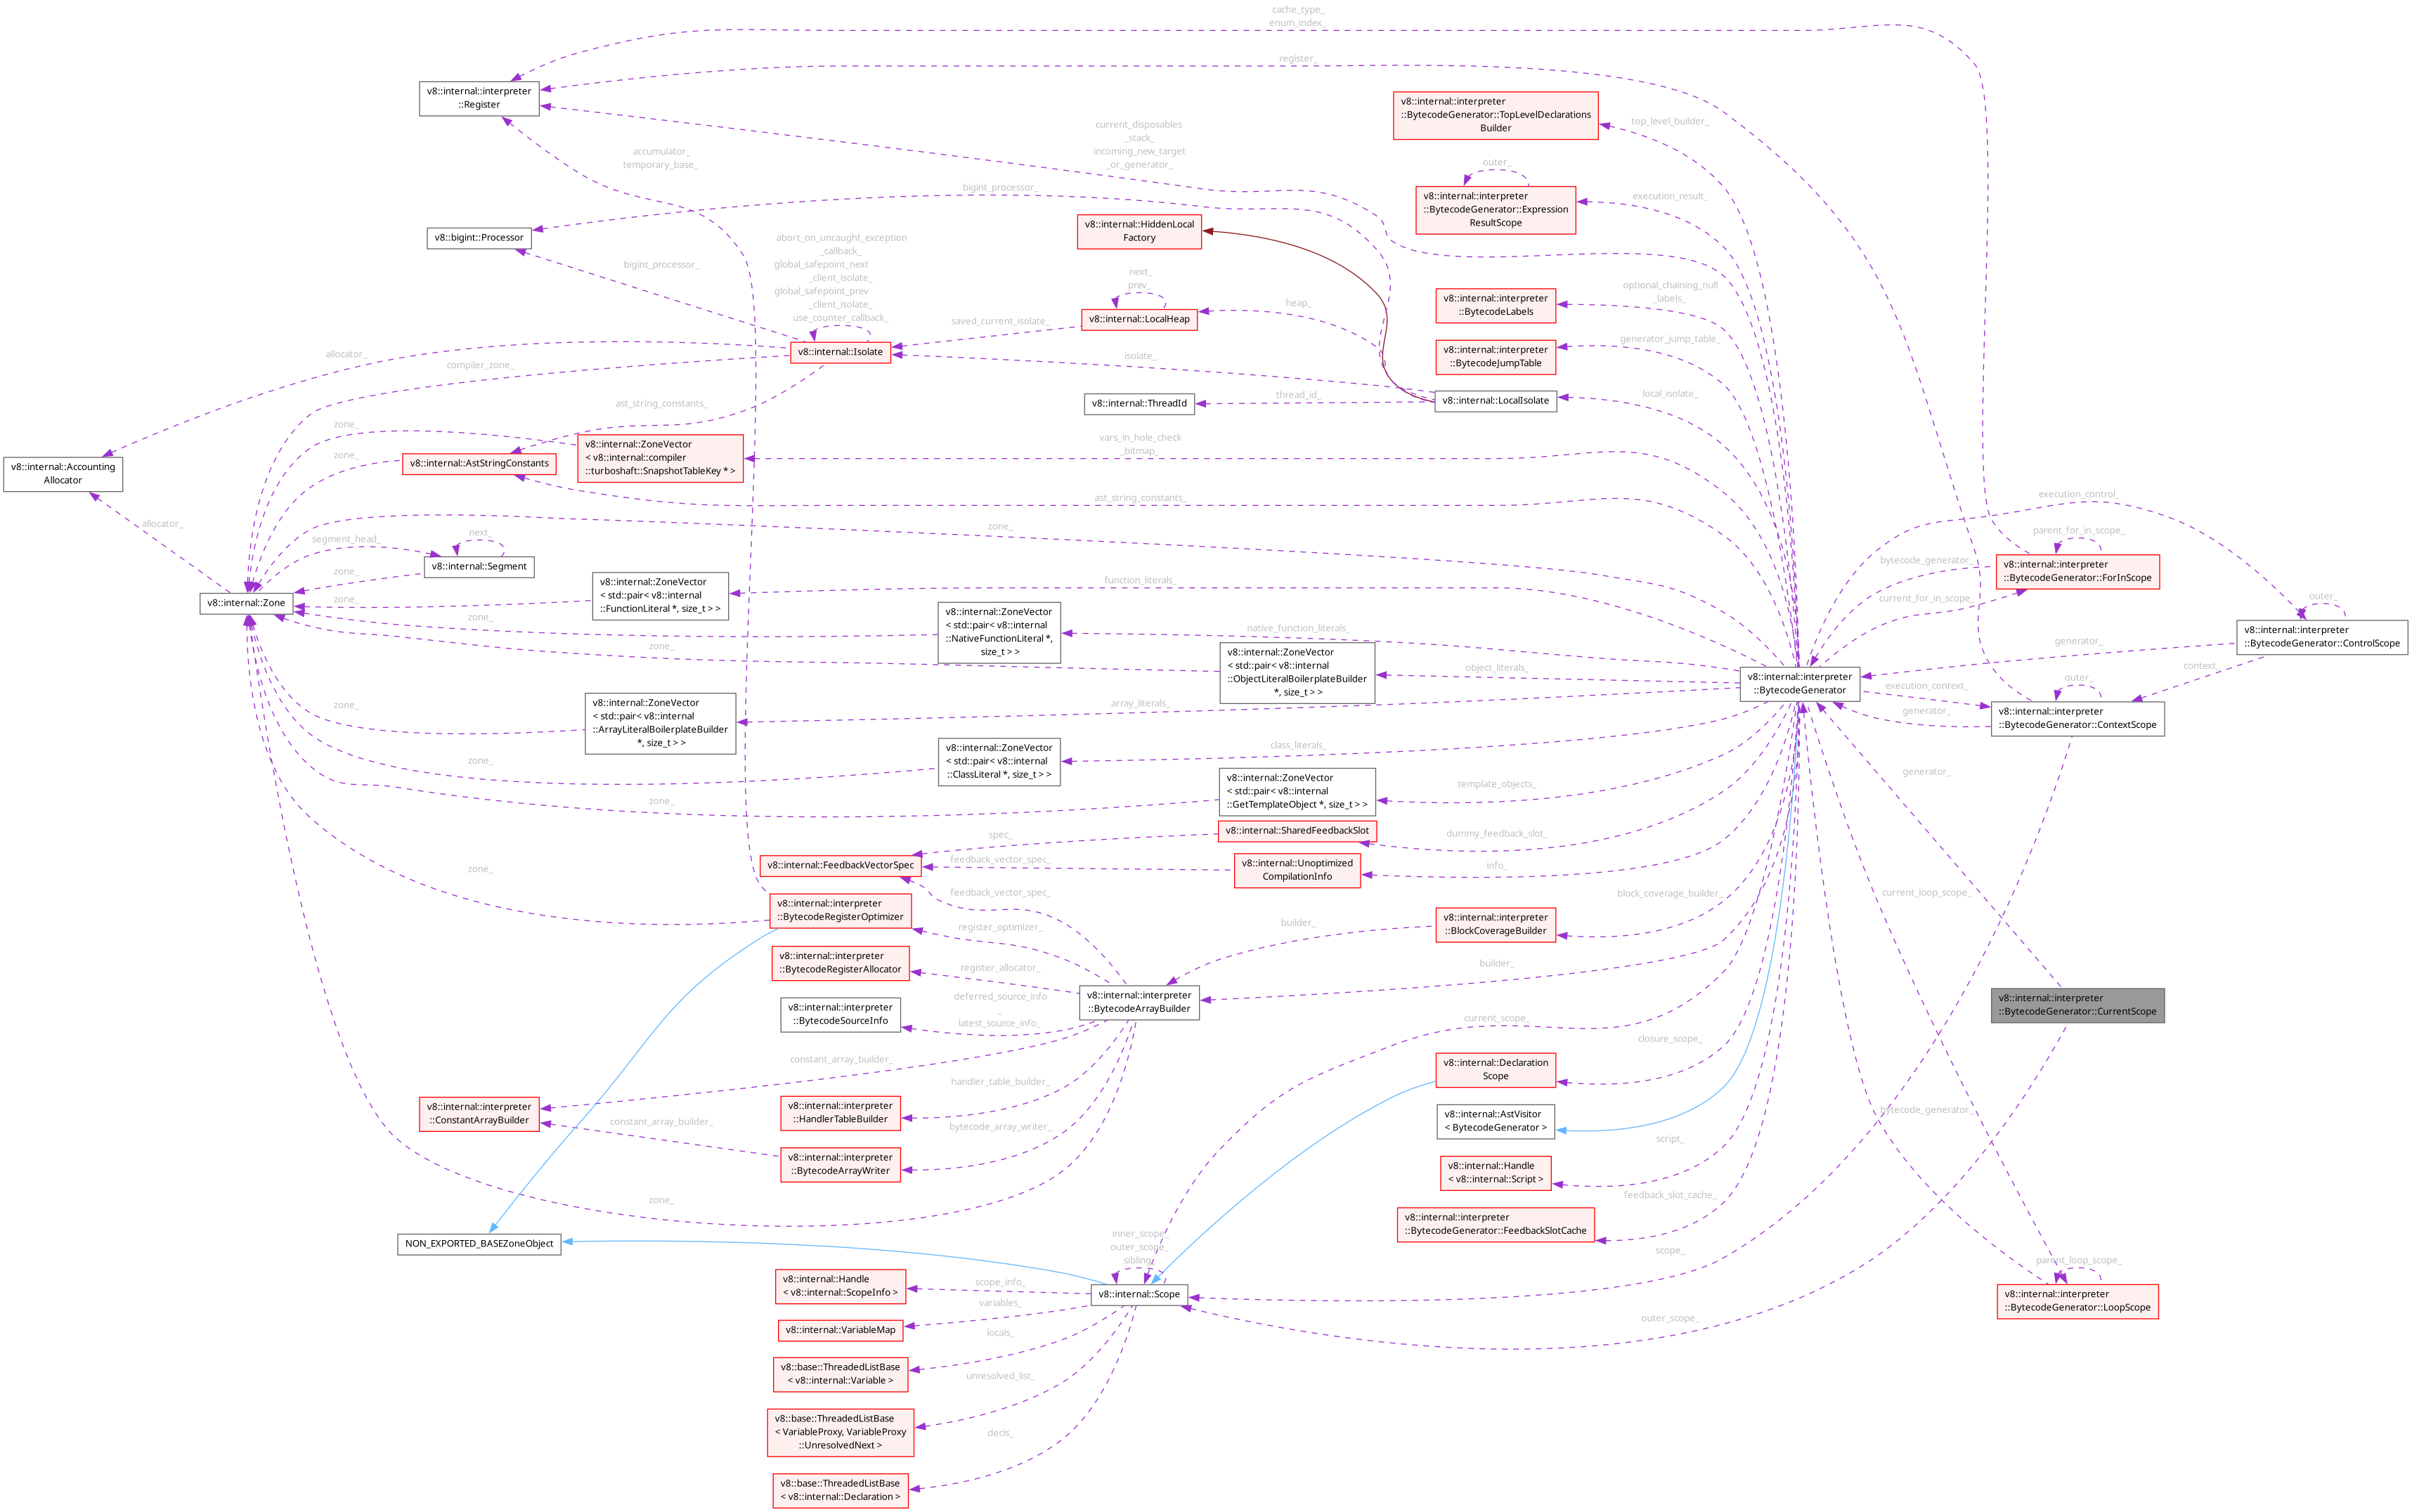 cache_type_
enum_index_
register_
v8::internal::interpreter
::Register
v8::internal::interpreter
::BytecodeGenerator::TopLevelDeclarations
Builder
top_level_builder_
current_disposables
_stack_
incoming_new_target
_or_generator_
accumulator_
temporary_base_
outer_
bigint_processor_
v8::internal::interpreter
::BytecodeGenerator::Expression
ResultScope
execution_result_
v8::internal::HiddenLocal
Factory
v8::bigint::Processor
abort_on_uncaught_exception
_callback_
global_safepoint_next
_client_isolate_
global_safepoint_prev
_client_isolate_
use_counter_callback_
bigint_processor_
next_
prev_
heap_
v8::internal::interpreter
::BytecodeLabels
optional_chaining_null
_labels_
v8::internal::LocalHeap
saved_current_isolate_
v8::internal::Isolate
isolate_
v8::internal::interpreter
::BytecodeJumpTable
generator_jump_table_
allocator_
compiler_zone_
v8::internal::ThreadId
thread_id_
v8::internal::LocalIsolate
local_isolate_
ast_string_constants_
zone_
v8::internal::ZoneVector
< v8::internal::compiler
::turboshaft::SnapshotTableKey * >
vars_in_hole_check
_bitmap_
v8::internal::Accounting
Allocator
zone_
v8::internal::AstStringConstants
ast_string_constants_
execution_control_
allocator_
segment_head_
next_
zone_
parent_for_in_scope_
v8::internal::Segment
bytecode_generator_
v8::internal::interpreter
::BytecodeGenerator::ForInScope
zone_
v8::internal::ZoneVector
< std::pair< v8::internal
::FunctionLiteral *, size_t > >
function_literals_
v8::internal::Zone
zone_
current_for_in_scope_
outer_
zone_
v8::internal::ZoneVector
< std::pair< v8::internal
::NativeFunctionLiteral *,
size_t > >
native_function_literals_
v8::internal::interpreter
::BytecodeGenerator::ControlScope
zone_
v8::internal::ZoneVector
< std::pair< v8::internal
::ObjectLiteralBoilerplateBuilder
*, size_t > >
object_literals_
generator_
context_
v8::internal::interpreter
::BytecodeGenerator
execution_context_
outer_
zone_
v8::internal::ZoneVector
< std::pair< v8::internal
::ArrayLiteralBoilerplateBuilder
*, size_t > >
array_literals_
generator_
v8::internal::interpreter
::BytecodeGenerator::ContextScope
zone_
v8::internal::ZoneVector
< std::pair< v8::internal
::ClassLiteral *, size_t > >
class_literals_
zone_
v8::internal::ZoneVector
< std::pair< v8::internal
::GetTemplateObject *, size_t > >
template_objects_
generator_
spec_
v8::internal::SharedFeedbackSlot
dummy_feedback_slot_
v8::internal::FeedbackVectorSpec
feedback_vector_spec_
v8::internal::Unoptimized
CompilationInfo
info_
zone_
feedback_vector_spec_
block_coverage_builder_
current_loop_scope_
v8::internal::interpreter
::BytecodeRegisterOptimizer
register_optimizer_
builder_
v8::internal::interpreter
::BlockCoverageBuilder
v8::internal::interpreter
::BytecodeRegisterAllocator
register_allocator_
builder_
v8::internal::interpreter
::BytecodeSourceInfo
deferred_source_info
_
latest_source_info_
v8::internal::interpreter
::BytecodeArrayBuilder
v8::internal::interpreter
::BytecodeGenerator::CurrentScope
current_scope_
closure_scope_
constant_array_builder_
v8::internal::Declaration
Scope
handler_table_builder_
v8::internal::interpreter
::ConstantArrayBuilder
constant_array_builder_
v8::internal::interpreter
::HandlerTableBuilder
bytecode_array_writer_
v8::internal::AstVisitor
< BytecodeGenerator >
bytecode_generator_
v8::internal::interpreter
::BytecodeArrayWriter
v8::internal::Handle
< v8::internal::Script >
script_
zone_
v8::internal::interpreter
::BytecodeGenerator::FeedbackSlotCache
feedback_slot_cache_
NON_EXPORTED_BASEZoneObject
inner_scope_
outer_scope_
sibling_
scope_
parent_loop_scope_
v8::internal::Handle
< v8::internal::ScopeInfo >
scope_info_
v8::internal::Scope
v8::internal::interpreter
::BytecodeGenerator::LoopScope
v8::internal::VariableMap
variables_
outer_scope_
v8::base::ThreadedListBase
< v8::internal::Variable >
locals_
v8::base::ThreadedListBase
< VariableProxy, VariableProxy
::UnresolvedNext >
unresolved_list_
v8::base::ThreadedListBase
< v8::internal::Declaration >
decls_